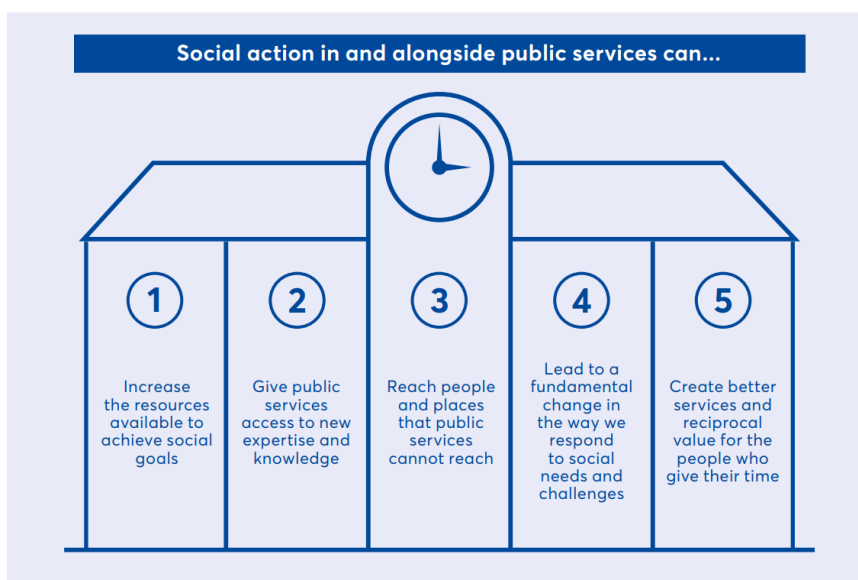 Social action in and alongside public services can...
1
Increase
the resources
available to
achieve social
goals
2
Give public
services
access to new
expertise and
knowledge
3
Reach people
and places
that public
services
cannot reach
4
Lead to a
fundamental
change in
the way we
respond
to social
needs and
challenges
5
Create better
services and
reciprocal
value for the
people who
give their time